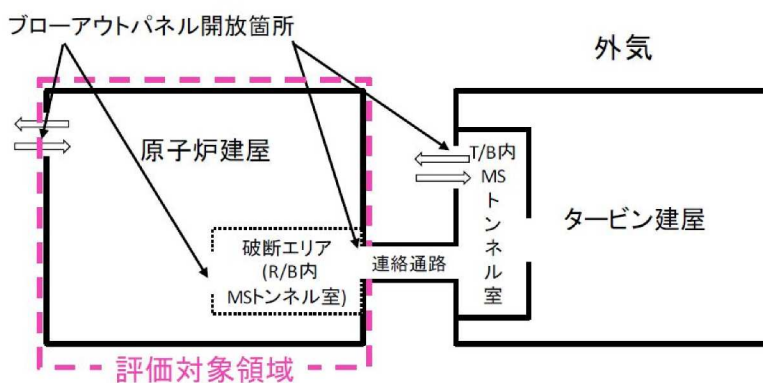 ブローアウトパネル開放箇所
外気
原子炉建屋
T/B内
MS
トンネル室
タービン建屋
破断エリア
(R/B内
MSトンネル室)
連絡通路
評価対象領域